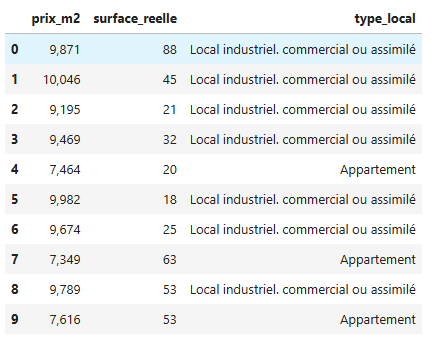 prix_m2 surface_reelle type_local
0 9,871 88 Local industriel. commercial ou assimilé
1 10,046 45 Local industriel. commercial ou assimilé
2 9,195 21 Local industriel. commercial ou assimilé
3 9,469 32 Local industriel. commercial ou assimilé
4 7,464 20 Appartement
5 9,982 18 Local industriel. commercial ou assimilé
6 9,674 25 Local industriel. commercial ou assimilé
7 7,349 63 Appartement
8 9,789 53 Local industriel. commercial ou assimilé
9 7,616 53 Appartement